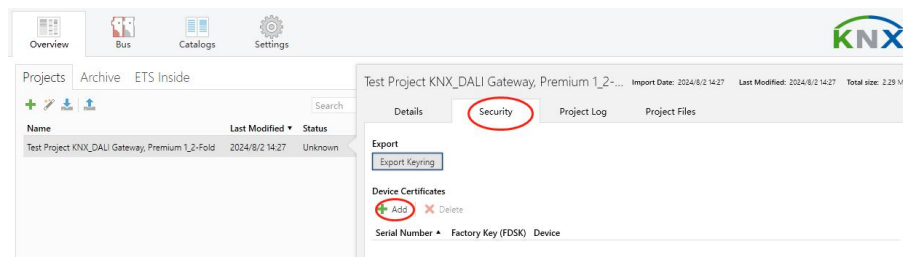 Overview Bus Catalogs Settings
KNX
Projects Archive ETS Inside
Search
Name Last Modified ▼ Status
Test Project KNX_DALI Gateway, Premium 1_2-Fold 2024/8/2 14:27 Unknown
Test Project KNX_DALI Gateway, Premium 1_2-... Import Date: 2024/8/2 14:27 Last Modified: 2024/8/2 14:27 Total size: 2.29 M
Details Security Project Log Project Files
Export
Export Keyring
Device Certificates
Add Delete
Serial Number ▲ Factory Key (FDSK) Device